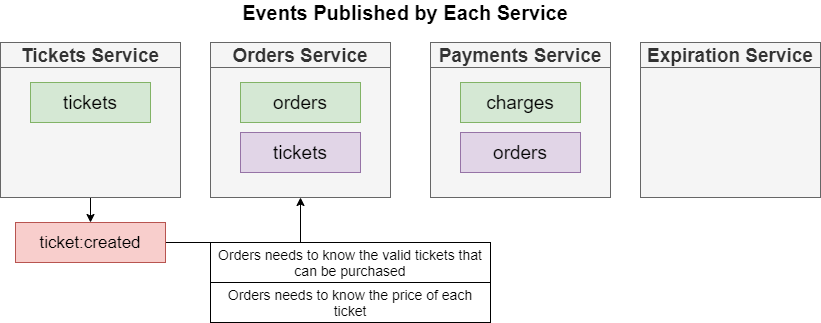 Events Published by Each Service
Tickets Service
Orders Service
Payments Service
Expiration Service
tickets
orders
charges
tickets
orders
ticket:created
Orders needs to know the valid tickets that
can be purchased
Orders needs to know the price of each
ticket